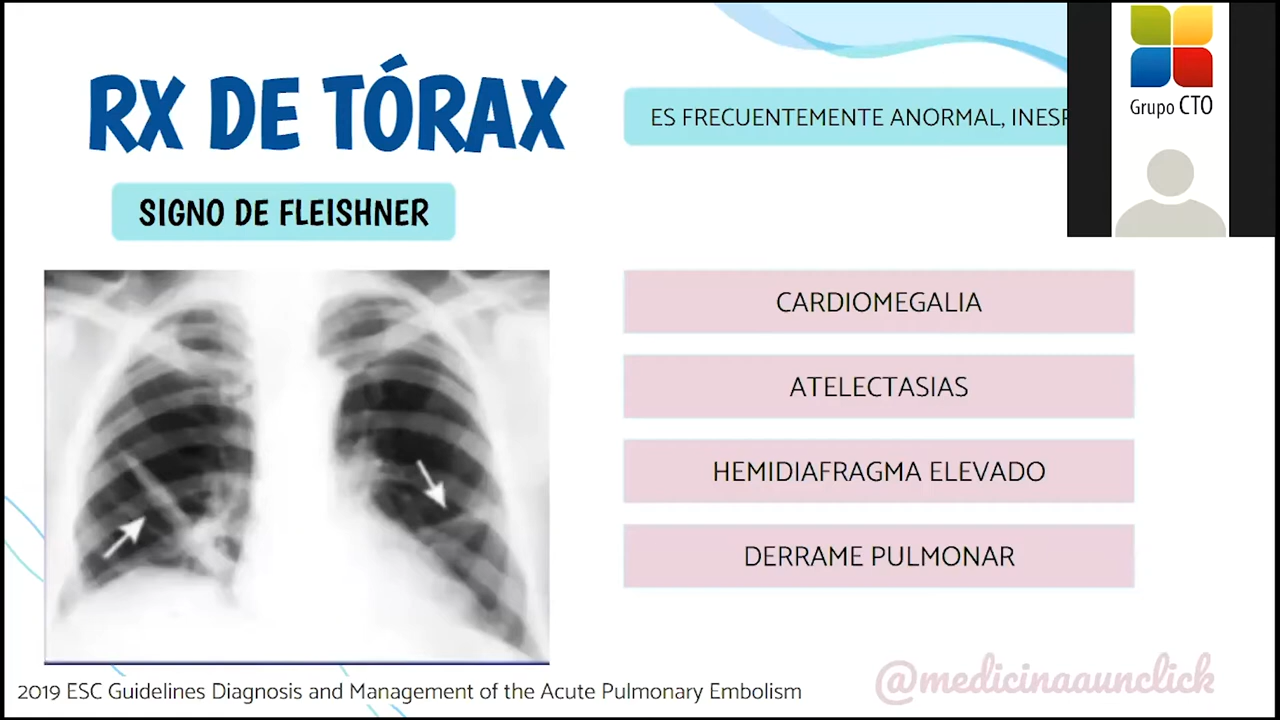 RX DE TÓRAX
ES FRECUENTEMENTE ANORMAL,
Grupo CTO
SIGNO DE FLEISHNER
CARDIOMEGALIA
ATELECTASIAS
HEMIDIAFRAGMA ELEVADO
DERRAME PULMONAR
2019 ESC Guidelines Diagnosis and Management of the Acute Pulmonary Embolism
@medicinaaunclick